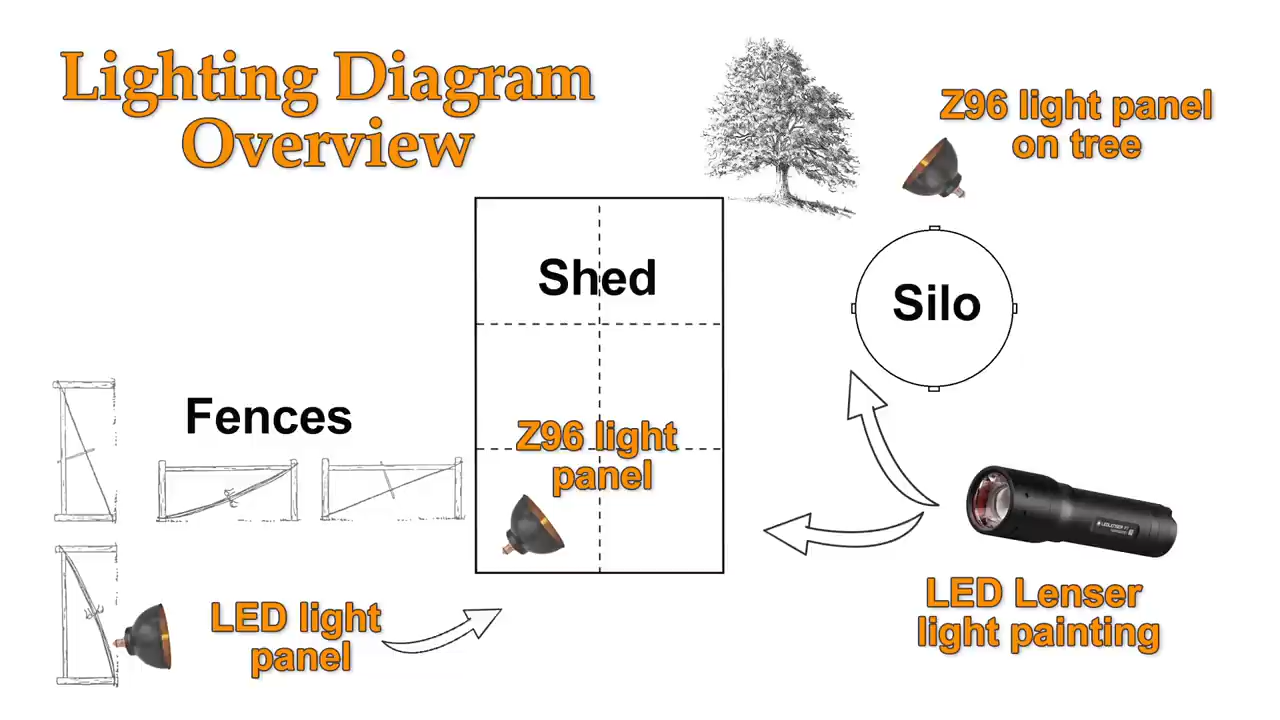 Lighting Diagram
Overview
Z96 light panel
on tree
Shed
Silo
Fences
Z96 light
panel
LED light
panel
LED Lenser
light painting